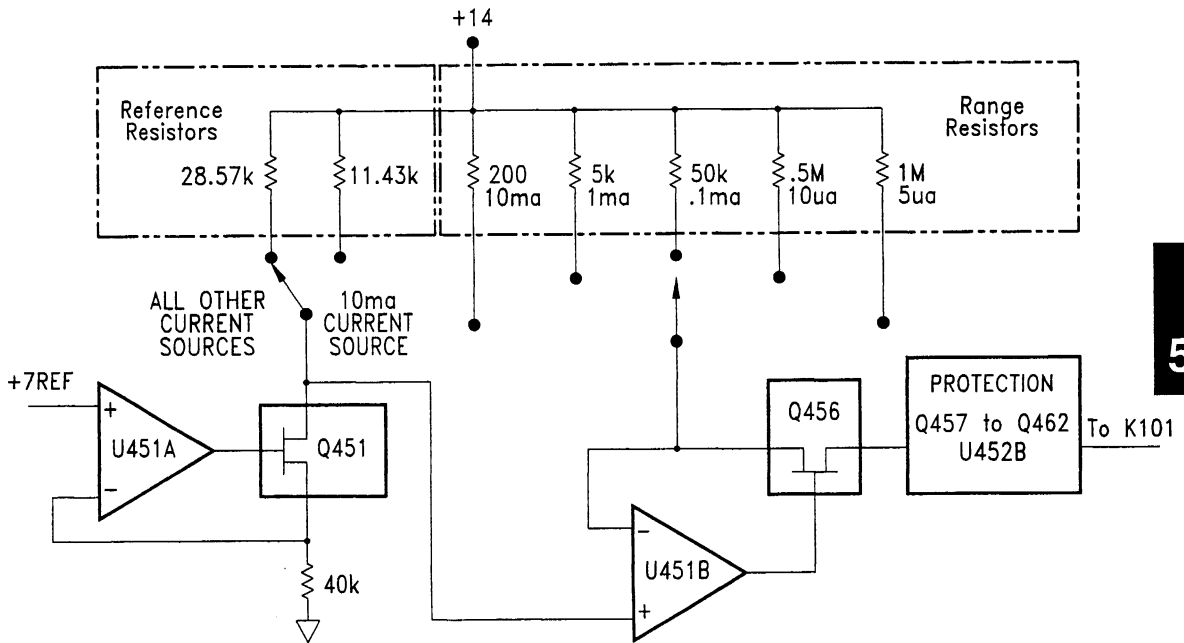 +14
Reference
Resistors
Range
Resistors
28.57k
11.43k
200
10ma
5k
1ma
50k
.1ma
.5M
10ua
1M
5ua
ALL OTHER
CURRENT
SOURCES
10ma
CURRENT
SOURCE
5
+7REF
+
U451A
-
Q451
Q456
PROTECTION
Q457 to Q462
U452B
To K101
-
U451B
+
40k